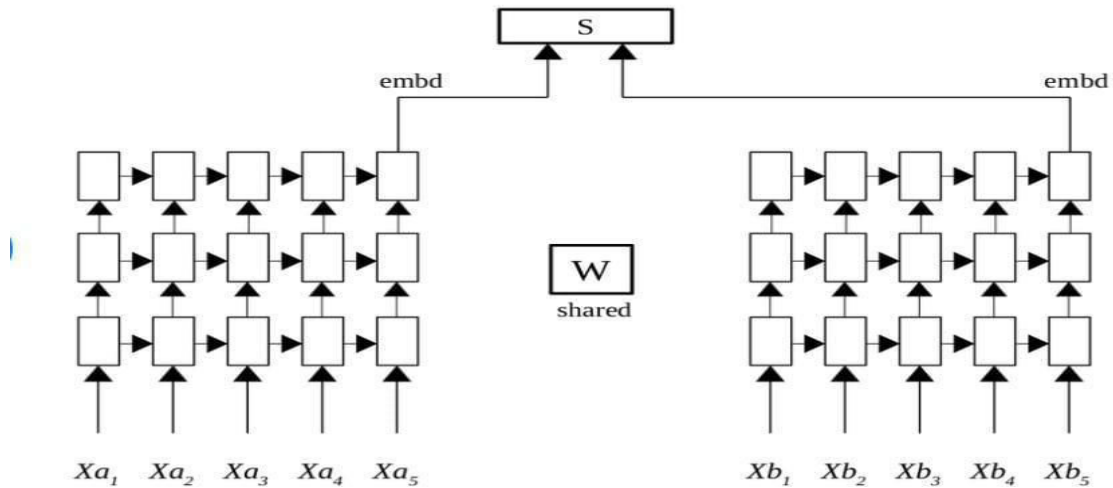 S
embd embd
W
shared
Xa₁ Xa₂ Xa₃ Xa₄ Xa₅ Xb₁ Xb₂ Xb₃ Xb₄ Xb₅